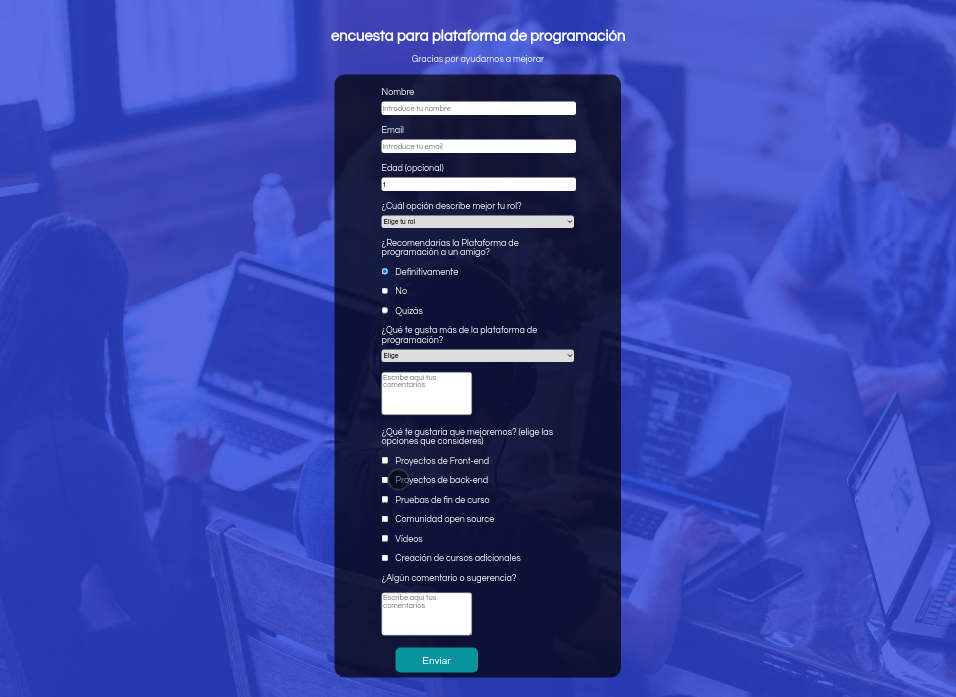 encuesta para plataforma de programación
Gracias por ayudarnos a mejorar
Nombre
Introduce tu nombre
Email
Introduce tu email
Edad (opcional)
1
¿Cuál opción describe mejor tu rol?
Elige tu rol
¿Recomendarías la Plataforma de
programación a un amigo?
Definitivamente
No
Quizás
¿Qué te gusta más de la plataforma de
programación?
Elige
Escribe aquí tus
comentarios
¿Qué te gustaría que mejoremos? (elige las
opciones que consideres)
Proyectos de Front-end
Proyectos de back-end
Pruebas de fin de curso
Comunidad open source
Vídeos
Creación de cursos adicionales
¿Algún comentario o sugerencia?
Escribe aquí tus
comentarios
Enviar